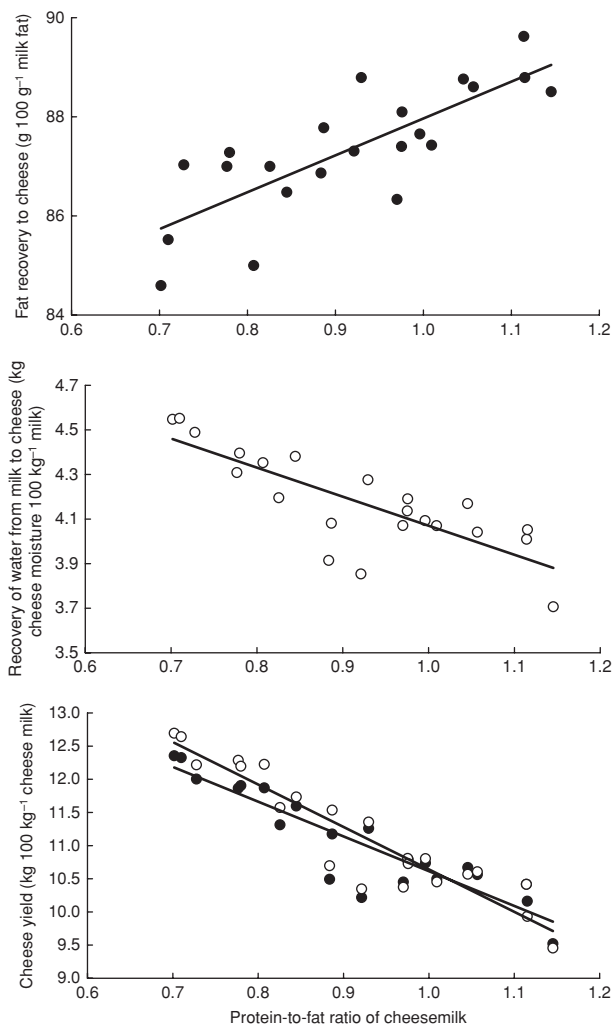 Fat recovery to cheese (g 100 g⁻¹ milk fat)
90
88
86
84
0.6 0.7 0.8 0.9 1.0 1.1 1.2
Recovery of water from milk to cheese (kg
cheese moisture 100 kg⁻¹ milk)
4.7
4.5
4.3
4.1
3.9
3.7
3.5
0.6 0.7 0.8 0.9 1.0 1.1 1.2
Cheese yield (kg 100 kg⁻¹ cheese milk)
13.0
12.5
12.0
11.5
11.0
10.5
10.0
9.5
9.0
0.6 0.7 0.8 0.9 1.0 1.1 1.2
Protein-to-fat ratio of cheesemilk